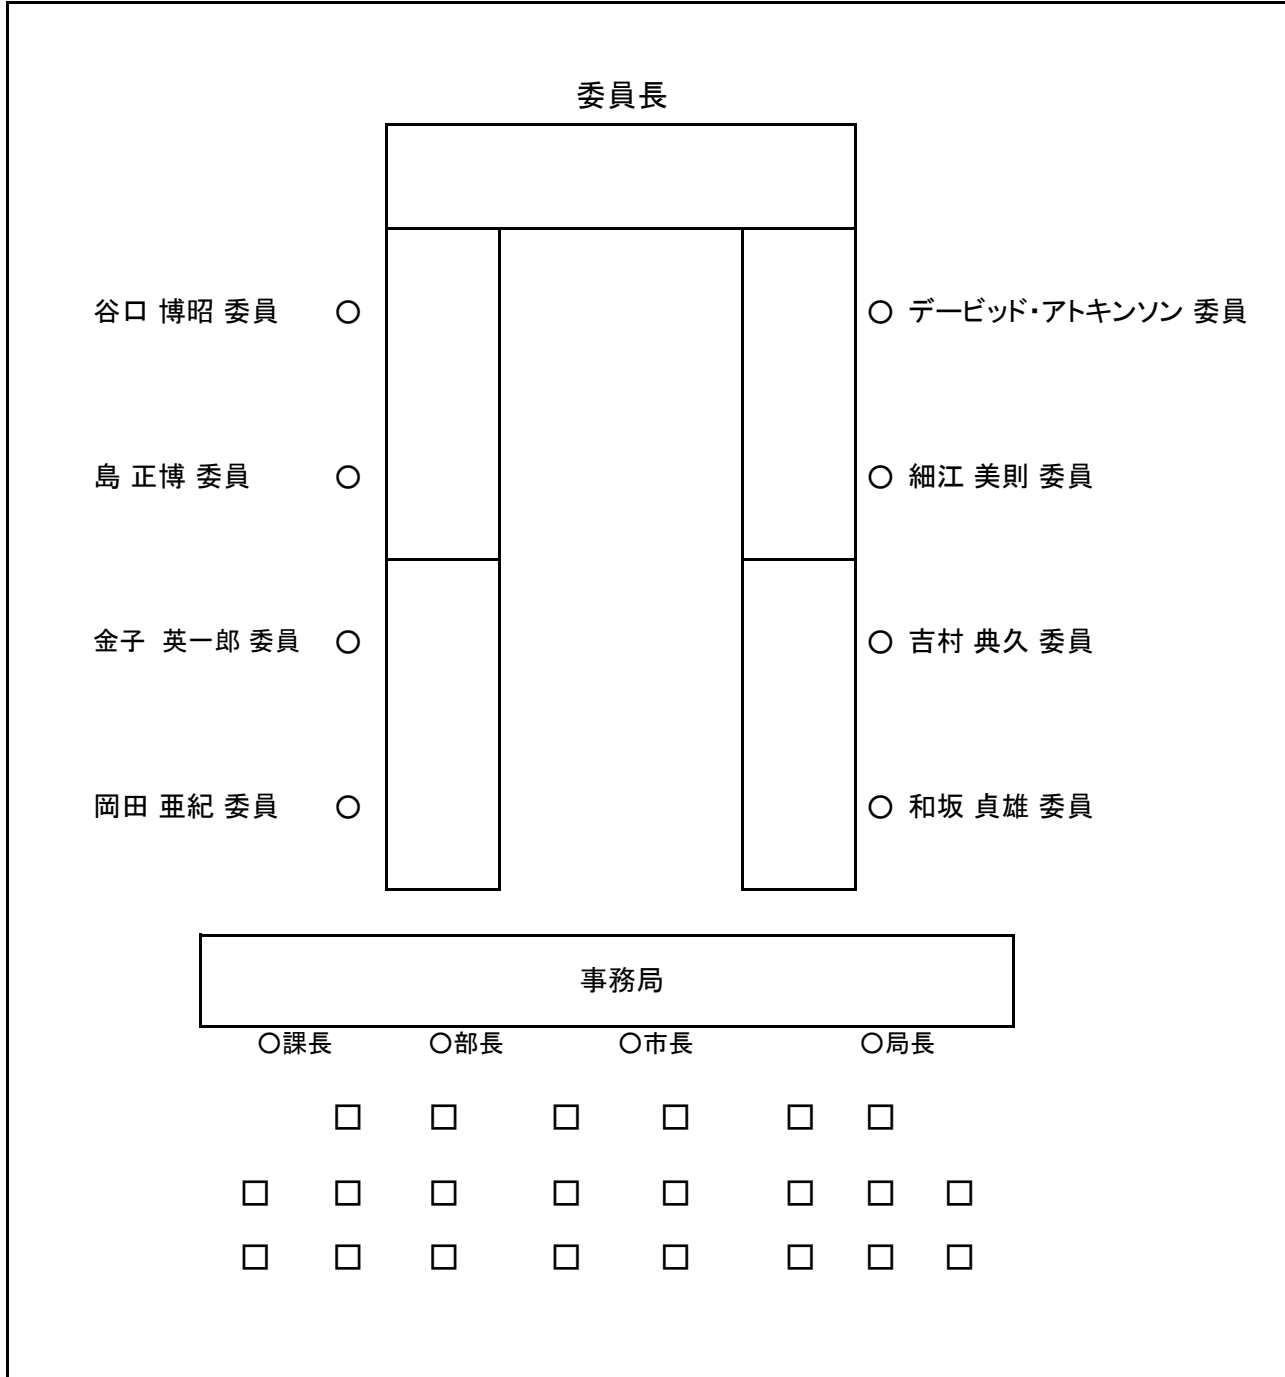 委員長
谷口 博昭 委員 ○ ○ デービッド・アトキンソン 委員
島 正博 委員 ○ ○ 細江 美則 委員
金子 英一郎 委員 ○ ○ 吉村 典久 委員
岡田 亜紀 委員 ○ ○ 和坂 貞雄 委員
事務局
○課長 ○部長 ○市長 ○局長
□ □ □ □ □ □
□ □ □ □ □ □ □ □
□ □ □ □ □ □ □ □